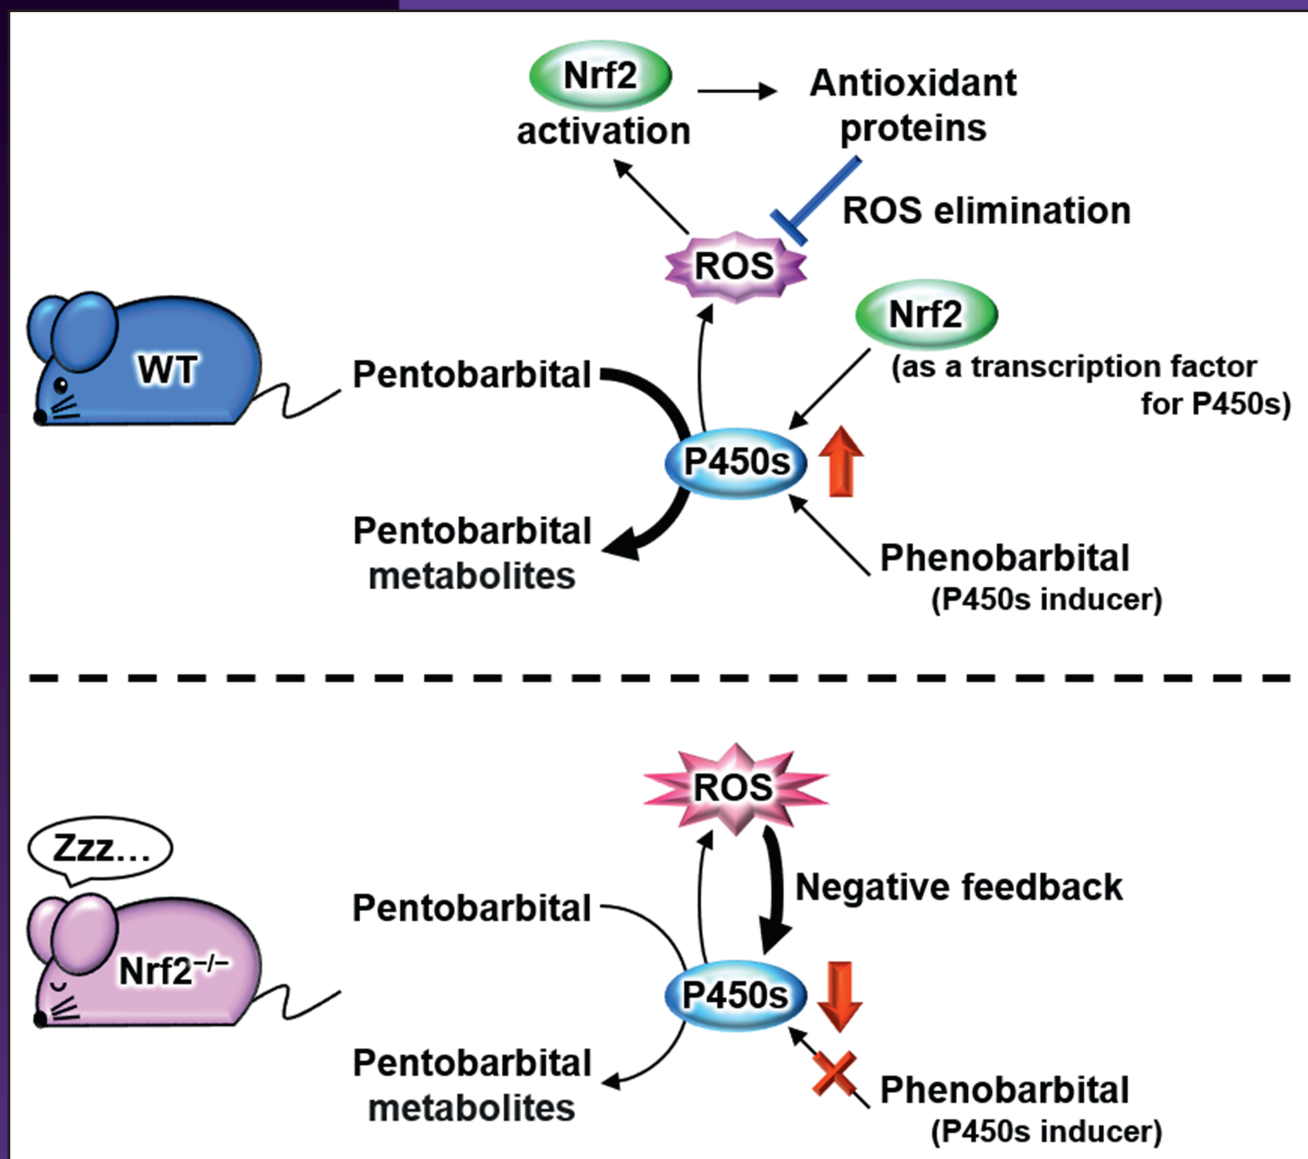 Nrf2
activation
Antioxidant
proteins
ROS elimination
ROS
Nrf2
(as a transcription factor
for P450s)
WT
Pentobarbital
P450s
Pentobarbital
metabolites
Phenobarbital
(P450s inducer)
ROS
Zzz…
Negative feedback
Pentobarbital
Nrf2⁻/⁻
P450s
Pentobarbital
metabolites
Phenobarbital
(P450s inducer)